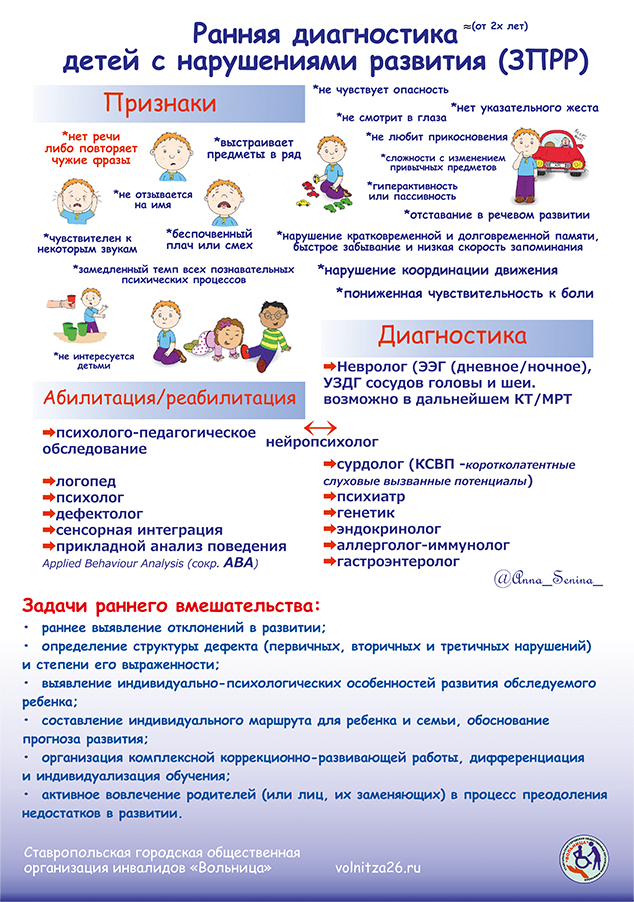 Ранняя диагностика ≈(от 2х лет)
детей с нарушениями развития (ЗПРР)
Признаки
*не чувствует опасность
*не смотрит в глаза
*нет указательного жеста
*нет речи
либо повторяет
чужие фразы
*выстраивает
предметы в ряд
*не любит прикосновения
*сложности с изменением
привычных предметов
*гиперактивность
или пассивность
*не отзывается
на имя
*отставание в речевом развитии
*чувствителен к
некоторым звукам
*беспочвенный
плач или смех
*нарушение кратковременной и долговременной памяти,
быстрое забывание и низкая скорость запоминания
*замедленный темп всех познавательных
психических процессов
*нарушение координации движения
*пониженная чувствительность к боли
*не интересуется
детьми
Диагностика
➡Невролог (ЭЭГ (дневное/ночное),
УЗДГ сосудов головы и шеи.
возможно в дальнейшем КТ/МРТ
Абилитация/реабилитация
нейропсихолог
➡психолого-педагогическое
обследование
➡логопед
➡психолог
➡дефектолог
➡сенсорная интеграция
➡прикладной анализ поведения
Applied Behaviour Analysis (сокр. АВА)
➡сурдолог (КСВП -коротколатентные
слуховые вызванные потенциалы)
➡психиатр
➡генетик
➡эндокринолог
➡аллерголог-иммунолог
➡гастроэнтеролог
@Anna_Senina_
Задачи раннего вмешательства:
· раннее выявление отклонений в развитии;
· определение структуры дефекта (первичных, вторичных и третичных нарушений)
и степени его выраженности;
· выявление индивидуально-психологических особенностей развития обследуемого
ребенка;
· составление индивидуального маршрута для ребенка и семьи, обоснование
прогноза развития;
· организация комплексной коррекционно-развивающей работы, дифференциация
и индивидуализация обучения;
· активное вовлечение родителей (или лиц, их заменяющих) в процесс преодоления
недостатков в развитии.
Ставропольская городская общественная
организация инвалидов «Вольница»
volnitza26.ru
"ВОЛЬНИЦА"